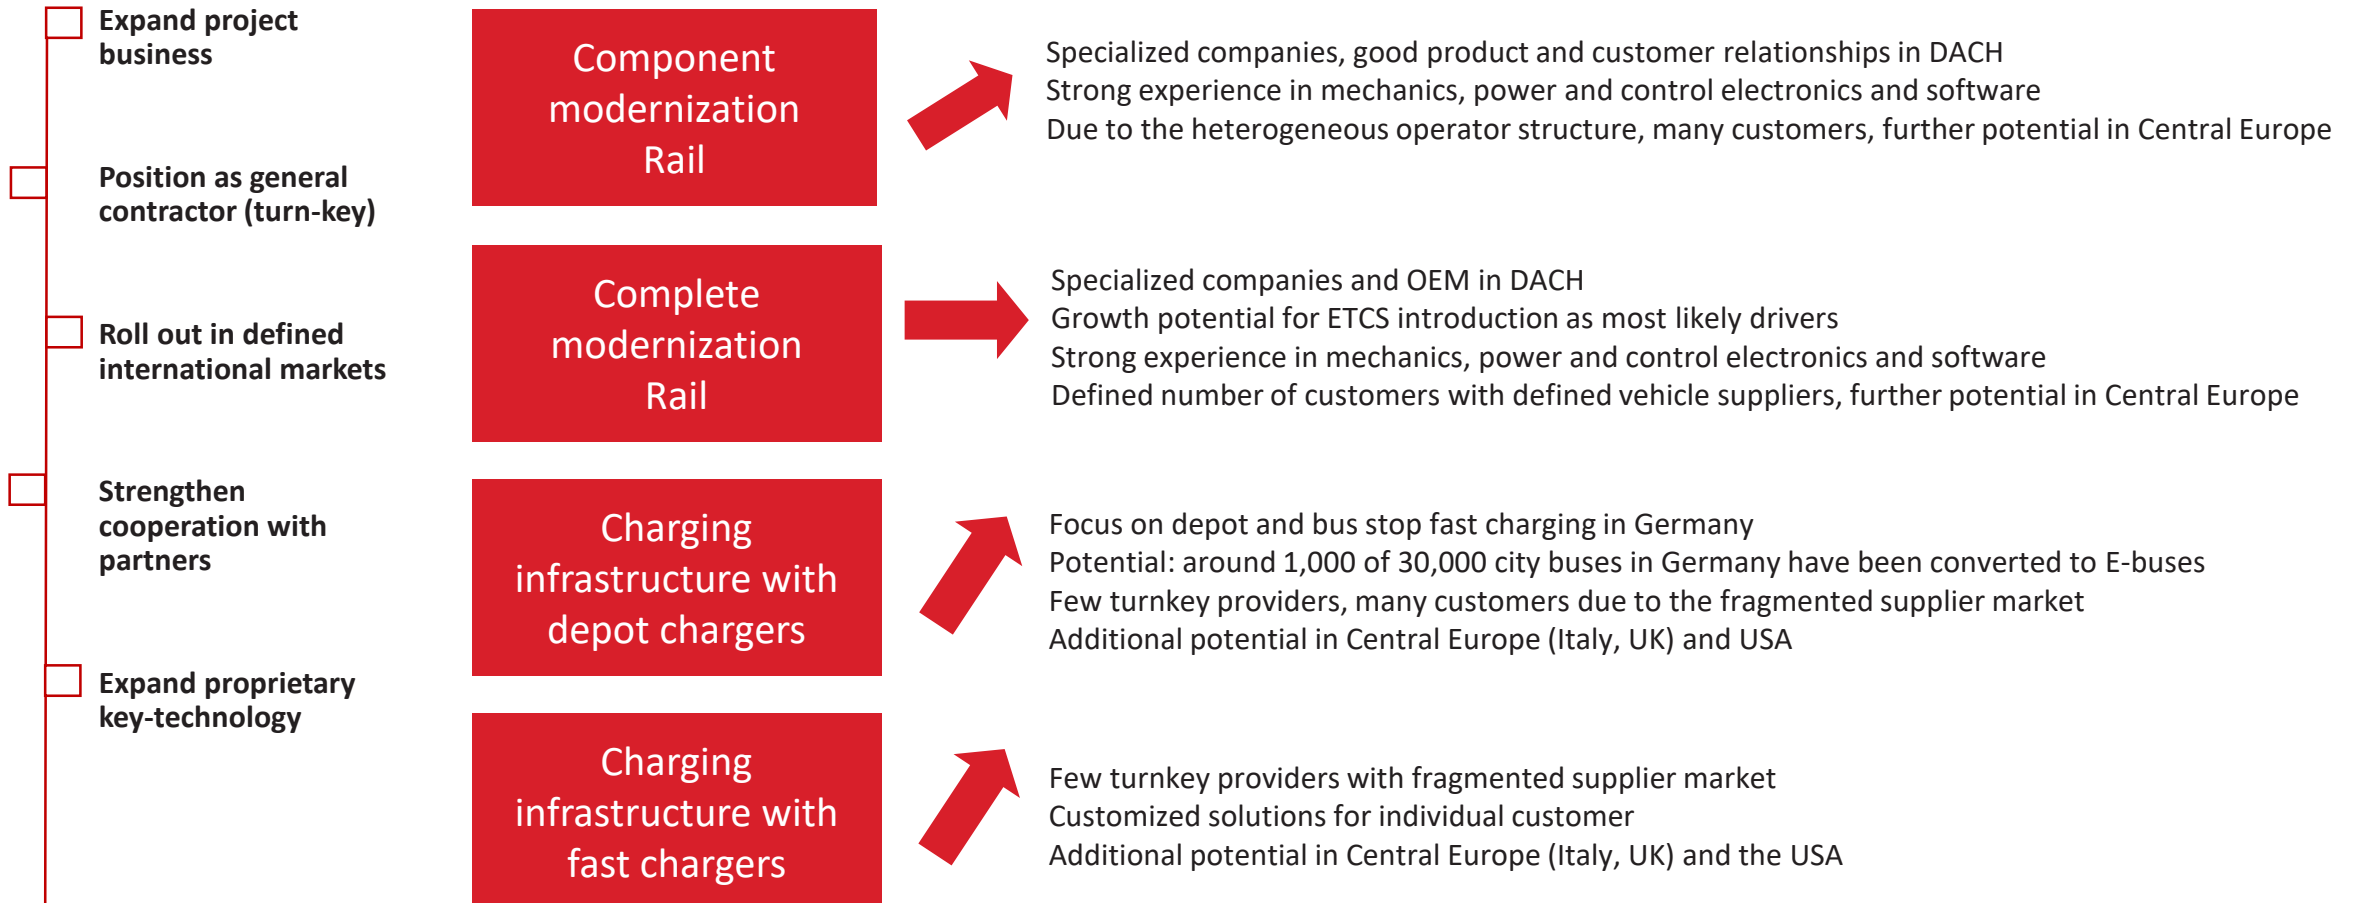 Expand project
business
Position as general
contractor (turn-key)
Roll out in defined
international markets
Strengthen
cooperation with
partners
Expand proprietary
key-technology
Component
modernization
Rail
Specialized companies, good product and customer relationships in DACH
Strong experience in mechanics, power and control electronics and software
Due to the heterogeneous operator structure, many customers, further potential in Central Europe
Complete
modernization
Rail
Specialized companies and OEM in DACH
Growth potential for ETCS introduction as most likely drivers
Strong experience in mechanics, power and control electronics and software
Defined number of customers with defined vehicle suppliers, further potential in Central Europe
Charging
infrastructure with
depot chargers
Focus on depot and bus stop fast charging in Germany
Potential: around 1,000 of 30,000 city buses in Germany have been converted to E-buses
Few turnkey providers, many customers due to the fragmented supplier market
Additional potential in Central Europe (Italy, UK) and USA
Charging
infrastructure with
fast chargers
Few turnkey providers with fragmented supplier market
Customized solutions for individual customer
Additional potential in Central Europe (Italy, UK) and the USA